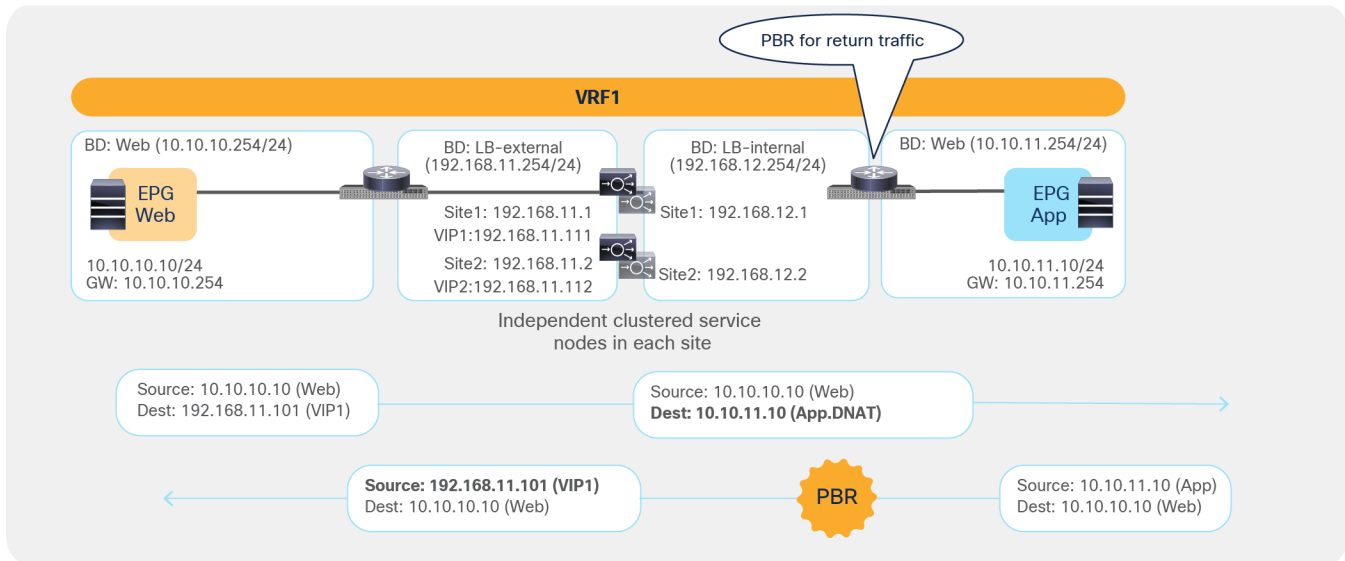 PBR for return traffic
VRF1
BD: Web (10.10.10.254/24)
EPG
Web
10.10.10.10/24
GW: 10.10.10.254
BD: LB-external
(192.168.11.254/24)
Site1: 192.168.11.1
VIP1:192.168.11.111
Site2: 192.168.11.2
VIP2:192.168.11.112
BD: LB-internal
(192.168.12.254/24)
Site1: 192.168.12.1
Site2: 192.168.12.2
BD: Web (10.10.11.254/24)
EPG
App
10.10.11.10/24
GW: 10.10.11.254
Independent clustered service
nodes in each site
Source: 10.10.10.10 (Web)
Dest: 192.168.11.101 (VIP1)
Source: 10.10.10.10 (Web)
Dest: 10.10.11.10 (App.DNAT)
Source: 192.168.11.101 (VIP1)
Dest: 10.10.10.10 (Web)
PBR
Source: 10.10.11.10 (App)
Dest: 10.10.10.10 (Web)